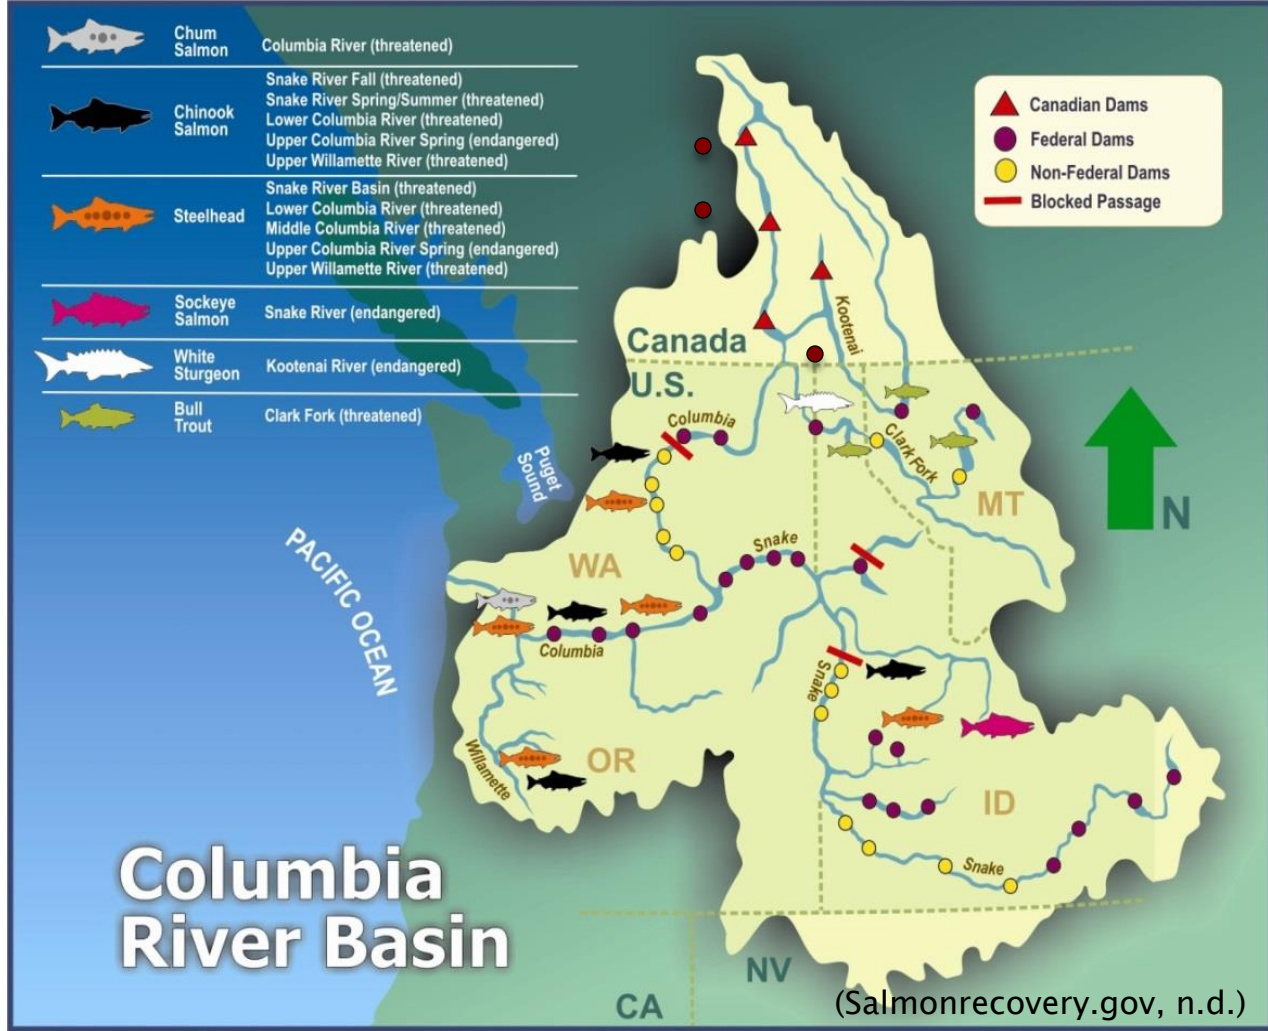 Chum
Salmon
Columbia River (threatened)
Chinook
Salmon
Snake River Fall (threatened)
Snake River Spring/Summer (threatened)
Lower Columbia River (threatened)
Upper Columbia River Spring (endangered)
Upper Willamette River (threatened)
Steelhead
Snake River Basin (threatened)
Lower Columbia River (threatened)
Middle Columbia River (threatened)
Upper Columbia River Spring (endangered)
Upper Willamette River (threatened)
Sockeye
Salmon
Snake River (endangered)
White
Sturgeon
Kootenai River (endangered)
Bull
Trout
Clark Fork (threatened)
Canadian Dams
Federal Dams
Non-Federal Dams
Blocked Passage
Kootenai
Canada
U.S.
Columbia
Clark Fork
Puget
Sound
MT
N
PACIFIC OCEAN
WA
Snake
Columbia
Snake
Willamette
OR
ID
Snake
Columbia
River Basin
NV
CA
(Salmonrecovery.gov, n.d.)